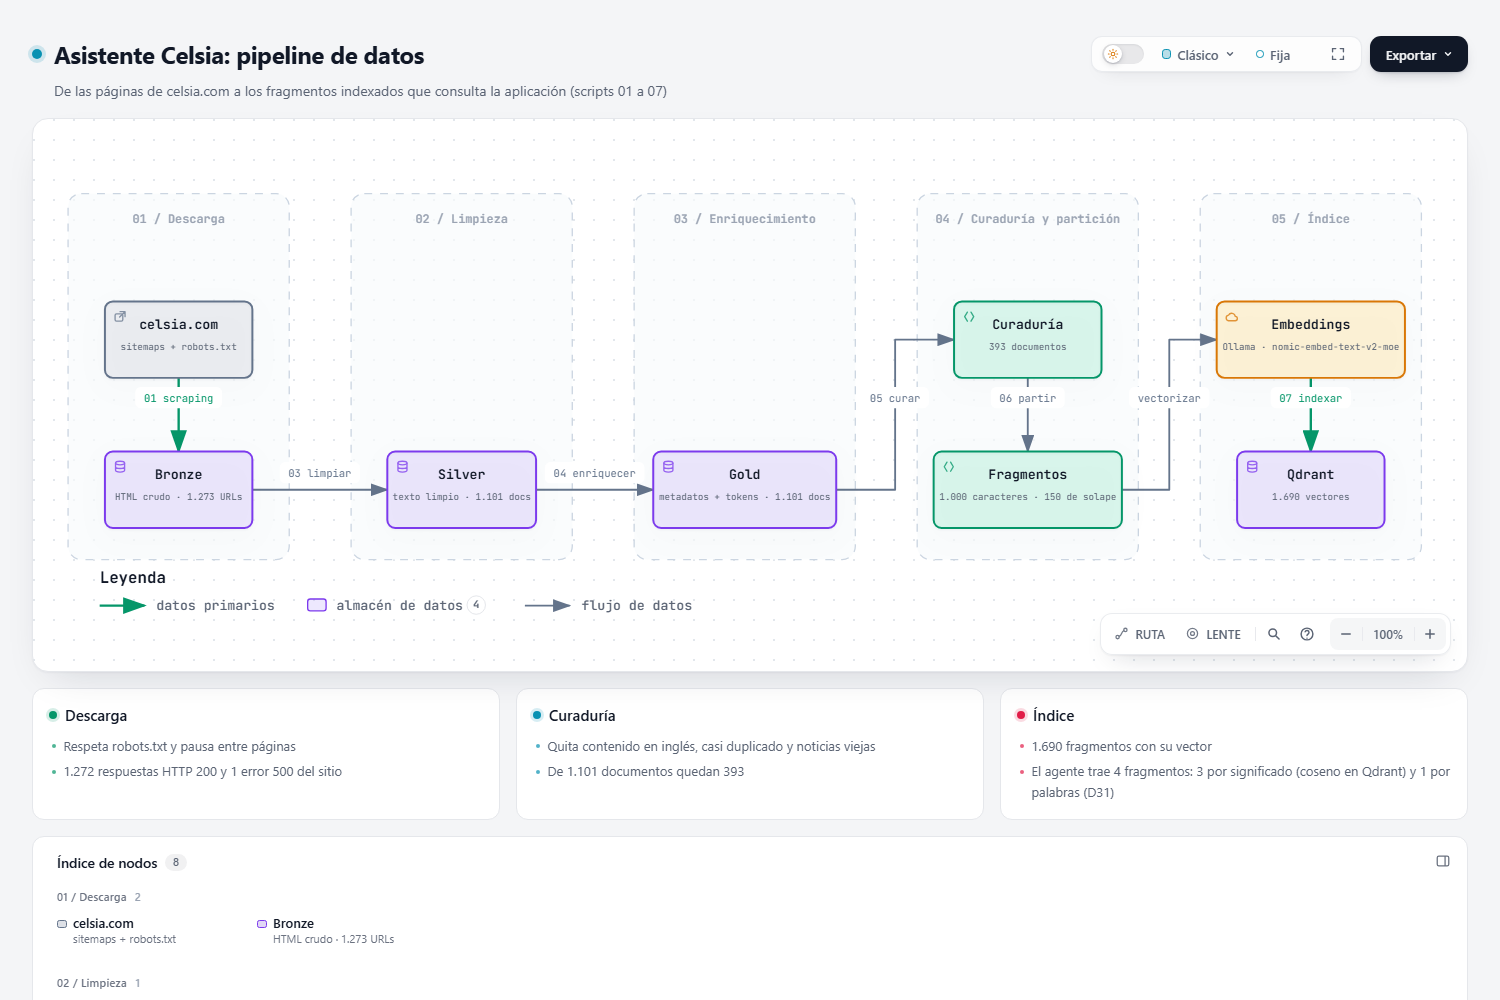 Asistente Celsia: pipeline de datos
De las páginas de celsia.com a los fragmentos indexados que consulta la aplicación (scripts 01 a 07)
Clásico
Fija
Exportar
01 / Descarga
02 / Limpieza
03 / Enriquecimiento
04 / Curaduría y partición
05 / Índice
celsia.com
sitemaps + robots.txt
Curaduría
393 documentos
Embeddings
Ollama · nomic-embed-text-v2-moe
01 scraping
05 curar
06 partir
vectorizar
07 indexar
Bronze
HTML crudo · 1.273 URLs
03 limpiar
Silver
texto limpio · 1.101 docs
04 enriquecer
Gold
metadatos + tokens · 1.101 docs
Fragmentos
1.000 caracteres · 150 de solape
Qdrant
1.690 vectores
Leyenda
datos primarios
almacén de datos 4
flujo de datos
RUTA
LENTE
100%
Descarga
Respeta robots.txt y pausa entre páginas
1.272 respuestas HTTP 200 y 1 error 500 del sitio
Curaduría
Quita contenido en inglés, casi duplicado y noticias viejas
De 1.101 documentos quedan 393
Índice
1.690 fragmentos con su vector
El agente trae 4 fragmentos: 3 por significado (coseno en Qdrant) y 1 por
palabras (D31)
Índice de nodos 8
01 / Descarga 2
celsia.com
sitemaps + robots.txt
Bronze
HTML crudo · 1.273 URLs
02 / Limpieza 1